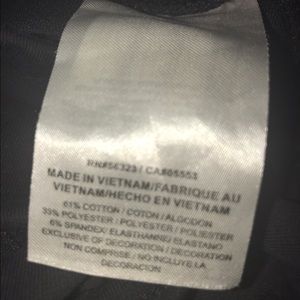 RN#56323 / CA#05553
MADE IN VIETNAM/FABRIQUE AU
VIETNAM/HECHO EN VIETNAM
61% COTTON / COTON / ALGODON
33% POLYESTER / POLYESTER / POLIESTER
6% SPANDEX/ ELASTHANNE/ ELASTANO
EXCLUSIVE OF DECORATION / DECORATION
NON COMPRISE / NO INCLUYE LA
DECORACION